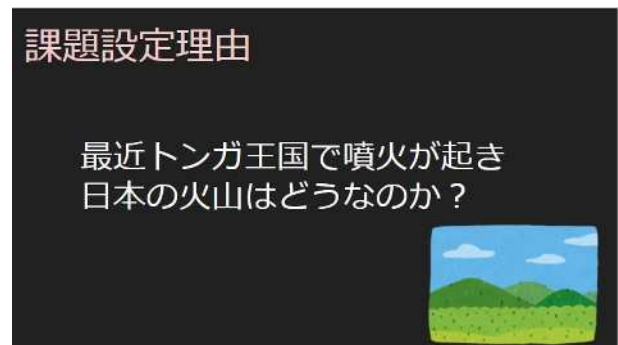 課題設定理由
最近トンガ王国で噴火が起き
日本の火山はどうなのか？